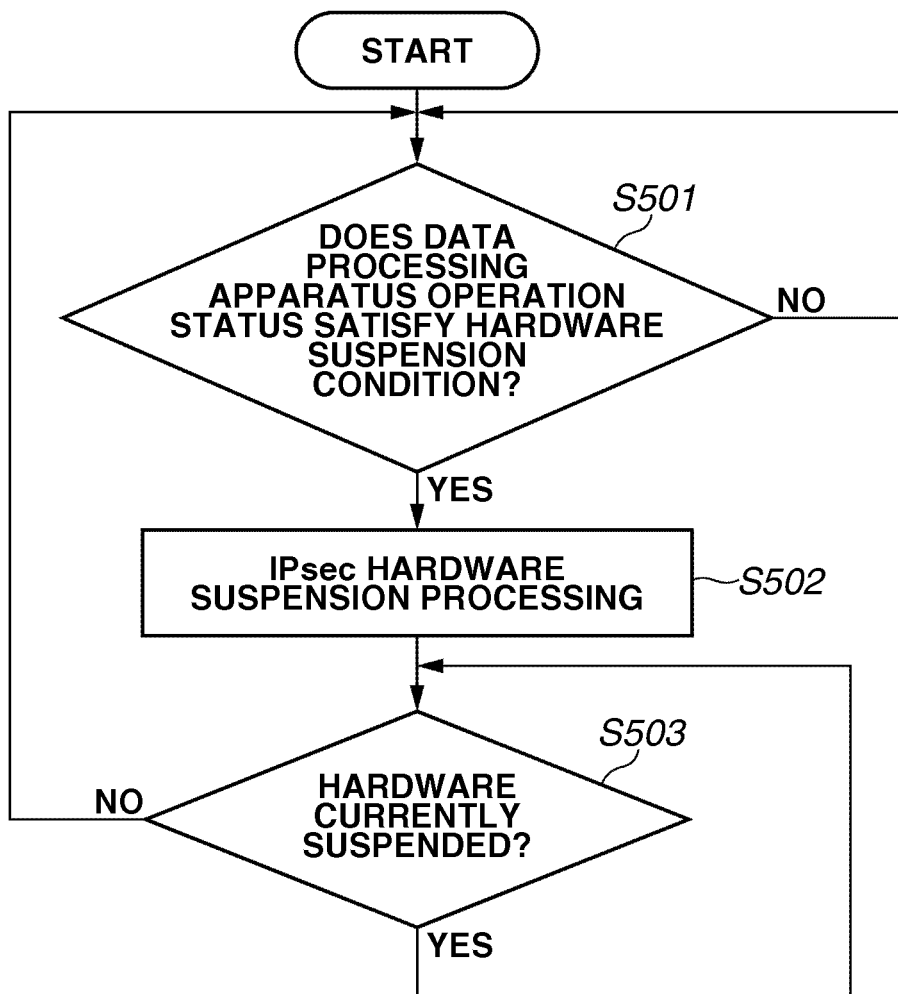 START
S501
DOES DATA
PROCESSING
APPARATUS OPERATION
STATUS SATISFY HARDWARE
SUSPENSION
CONDITION?
NO
YES
IPsec HARDWARE
SUSPENSION PROCESSING
S502
S503
HARDWARE
CURRENTLY
SUSPENDED?
NO
YES